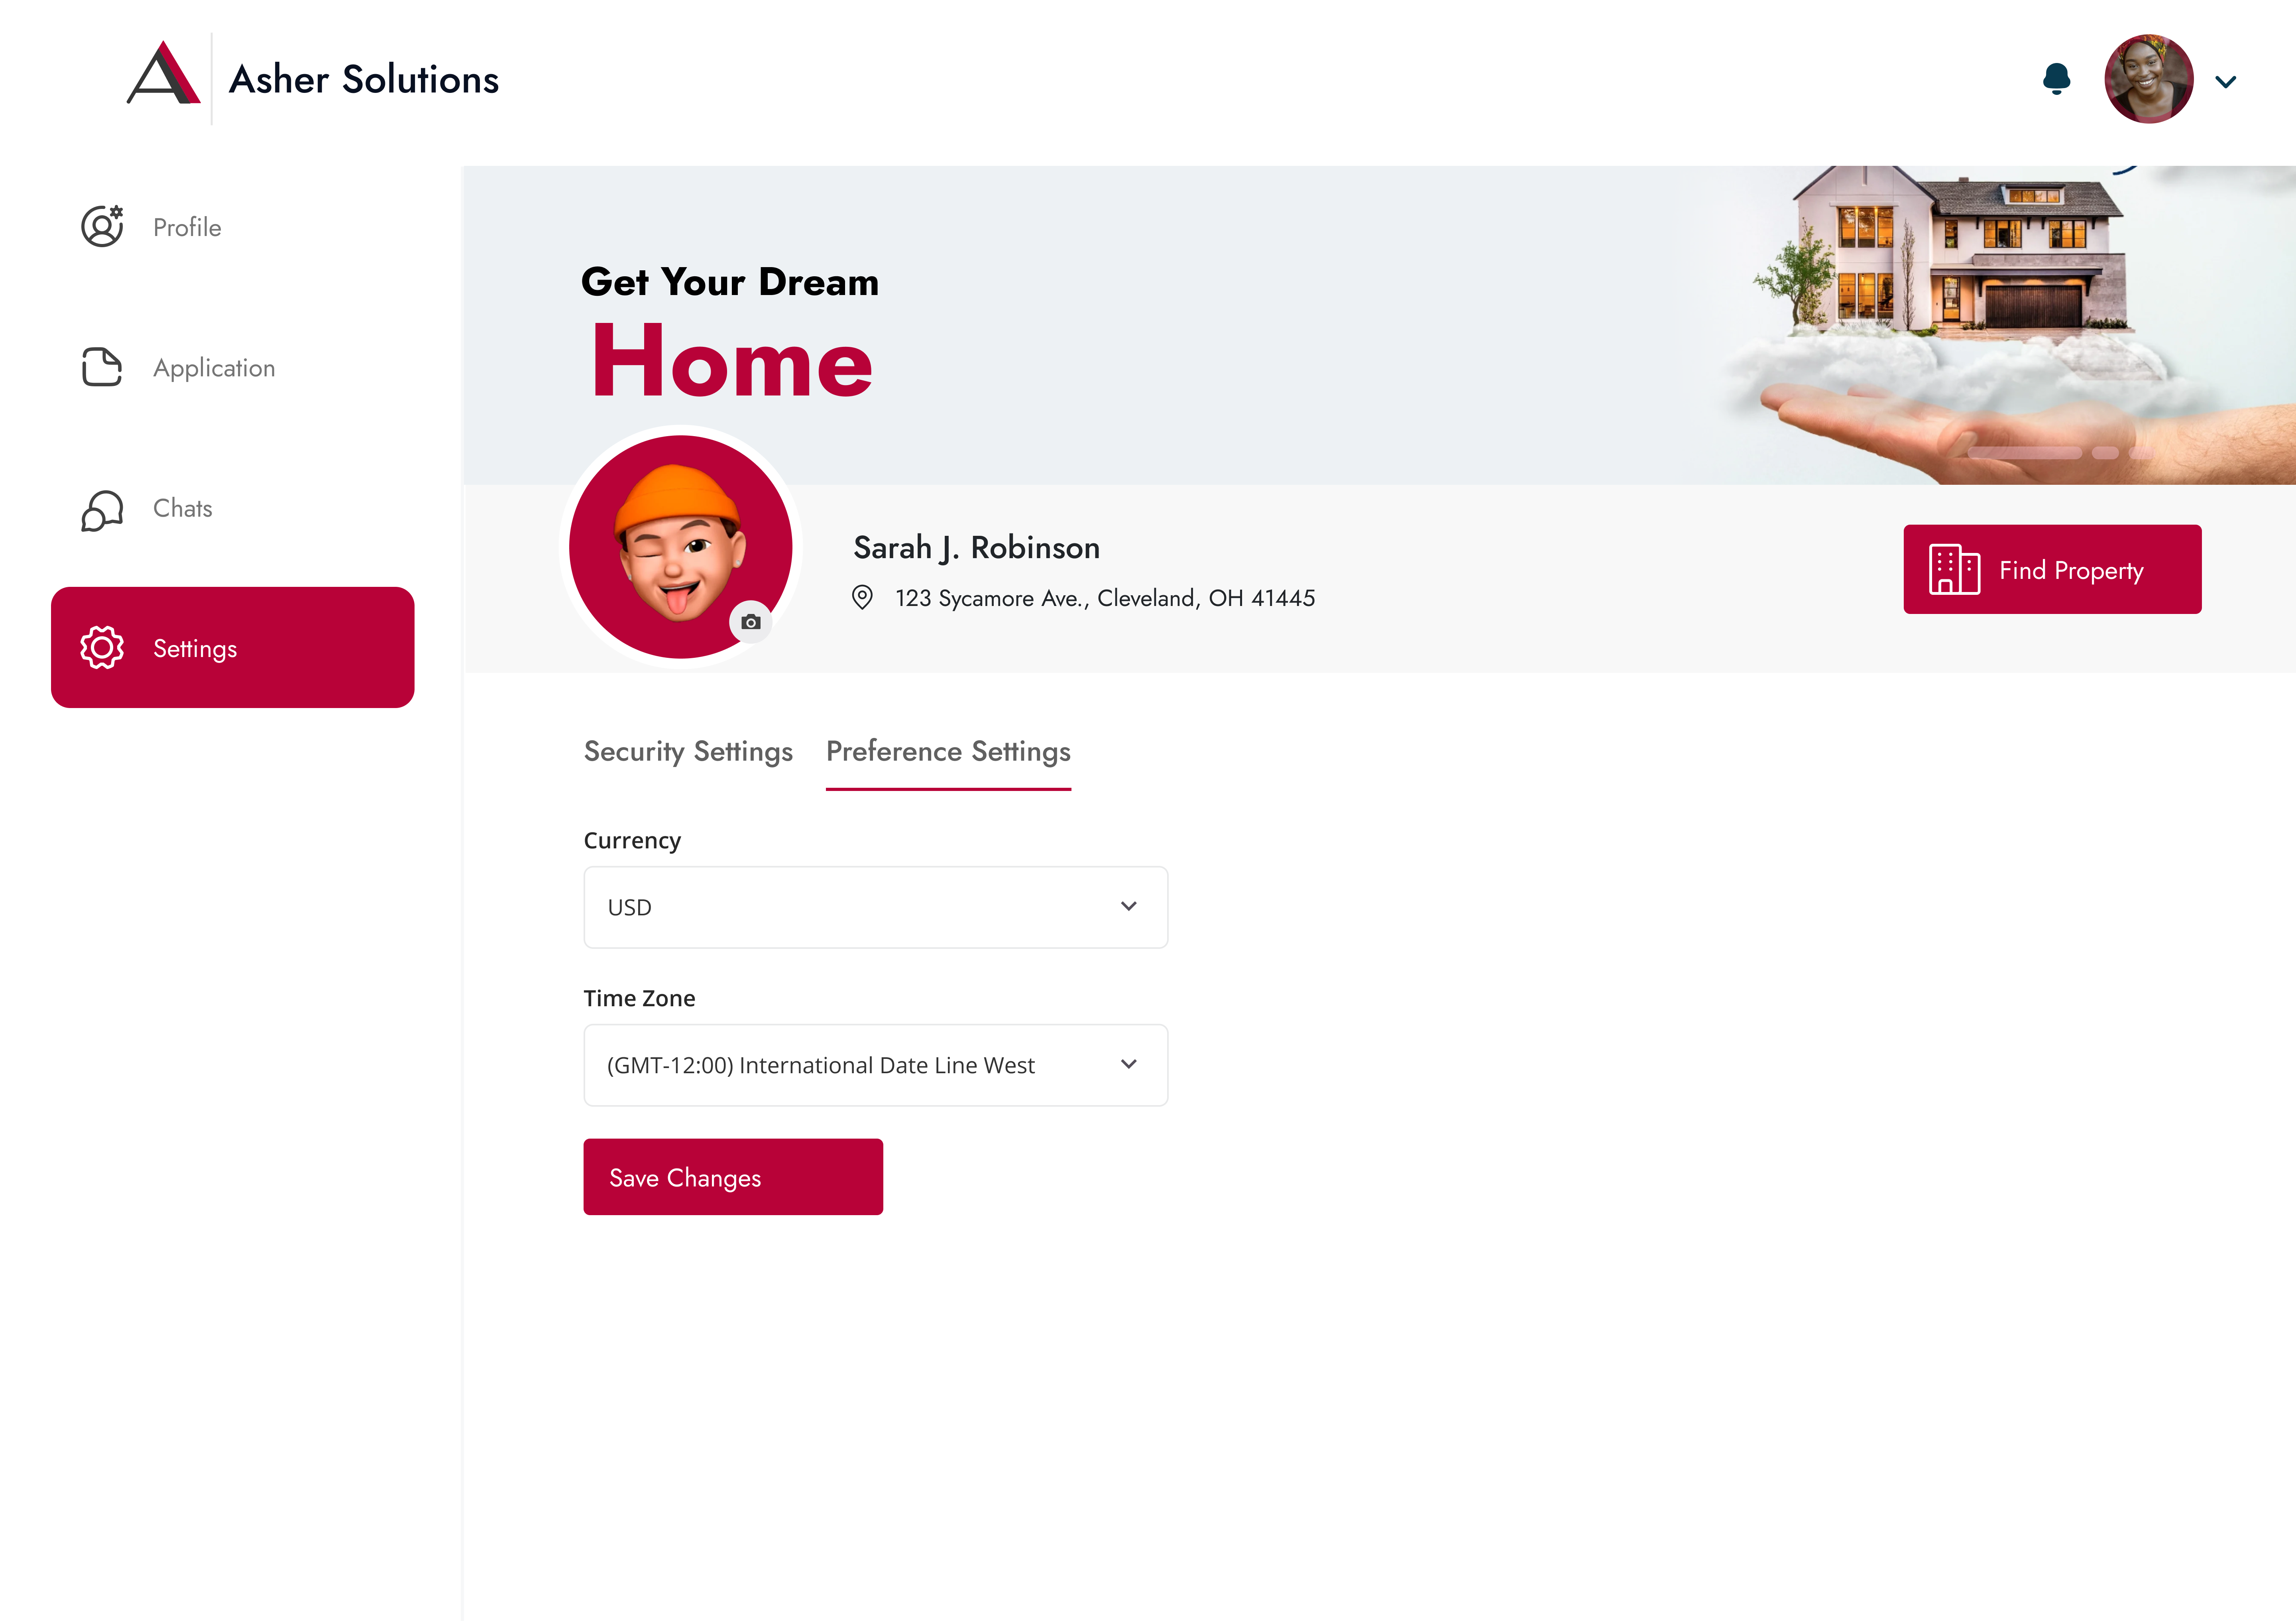 Asher Solutions
Profile
Application
Chats
Settings
Get Your Dream
Home
Sarah J. Robinson
123 Sycamore Ave., Cleveland, OH 41445
Find Property
Security Settings
Preference Settings
Currency
USD
Time Zone
(GMT-12:00) International Date Line West
Save Changes